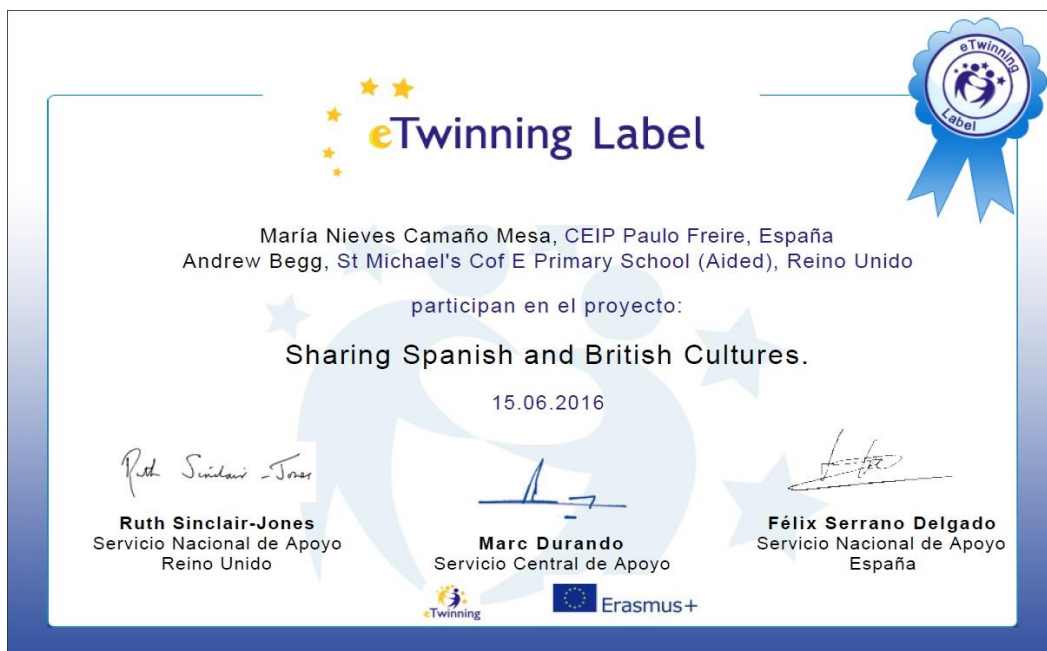 eTwinning
Label
eTwinning Label
María Nieves Camaño Mesa, CEIP Paulo Freire, España
Andrew Begg, St Michael's Cof E Primary School (Aided), Reino Unido
participan en el proyecto:
Sharing Spanish and British Cultures.
15.06.2016
Ruth Sinclair-Jones
Ruth Sinclair-Jones
Servicio Nacional de Apoyo
Reino Unido
Marc Durando
Servicio Central de Apoyo
Félix Serrano Delgado
Servicio Nacional de Apoyo
España
eTwinning
Erasmus+